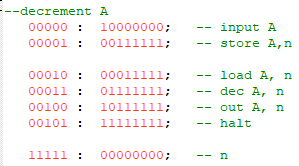 --decrement A
00000 : 10000000; -- input A
00001 : 00111111; -- store A,n
00010 : 00011111; -- load A, n
00011 : 01111111; -- dec A, n
00100 : 10111111; -- out A, n
00101 : 11111111; -- halt
11111 : 00000000; -- n